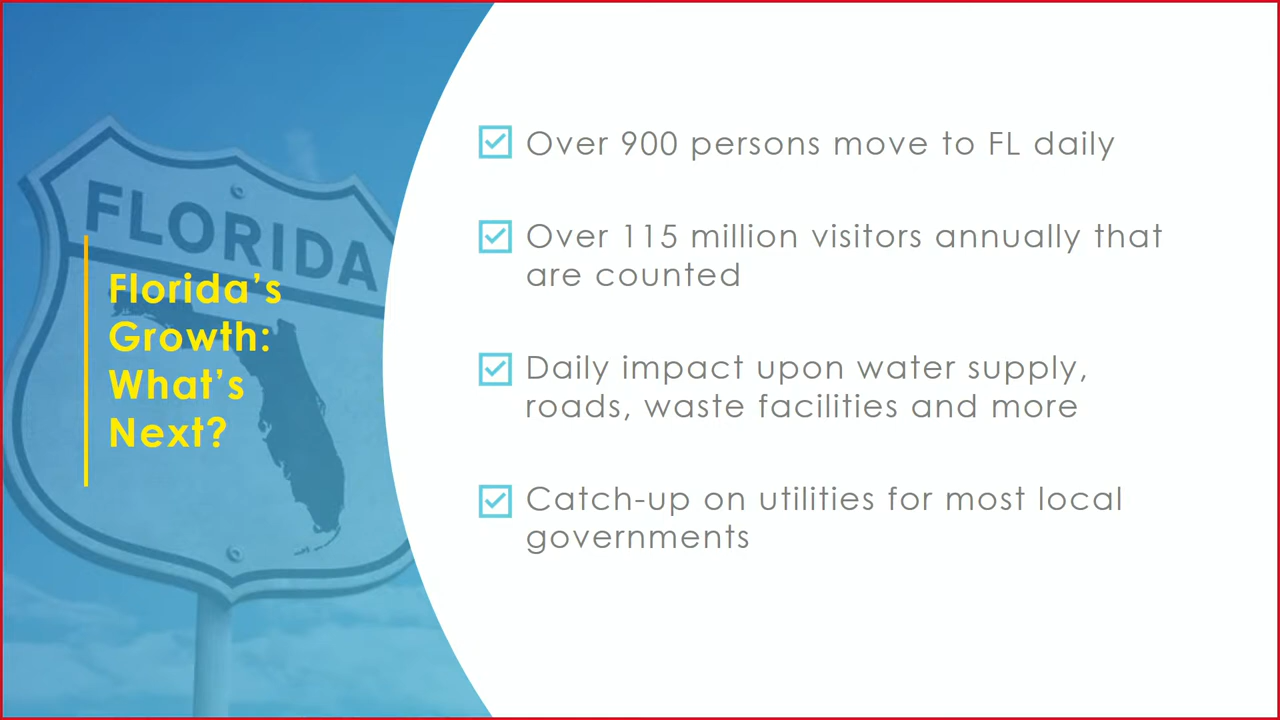 FLORIDA
Florida’s
Growth:
What’s
Next?
Over 900 persons move to FL daily
Over 115 million visitors annually that
are counted
Daily impact upon water supply,
roads, waste facilities and more
Catch-up on utilities for most local
governments